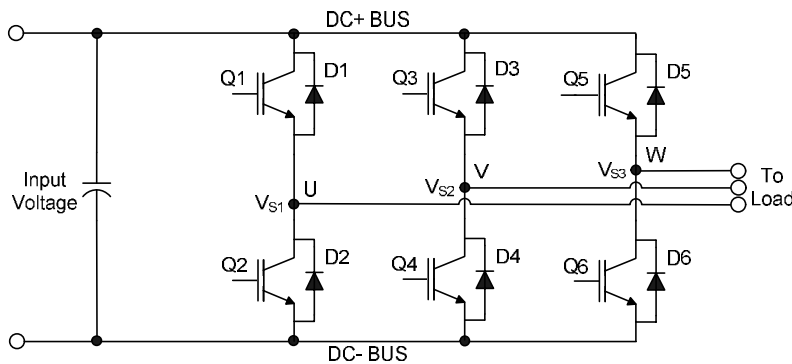 DC+ BUS
Q1
D1
Q3
D3
Q5
D5
Input
Voltage
VS1
U
VS2
V
VS3
W
To
Load
Q2
D2
Q4
D4
Q6
D6
DC- BUS